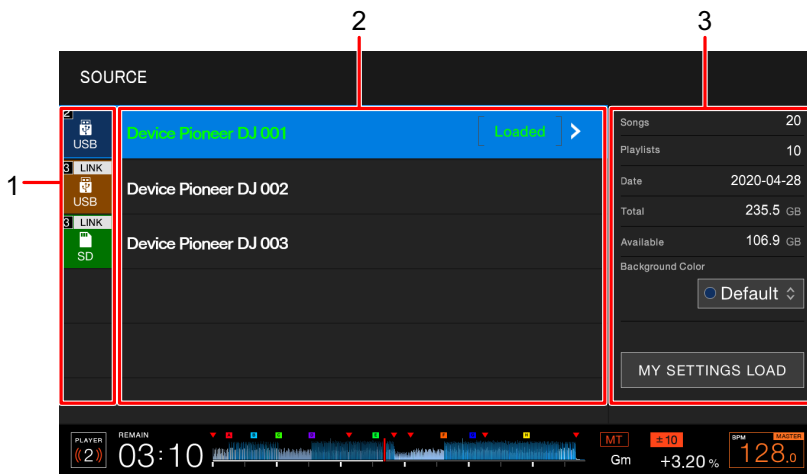 2
3
SOURCE
2
USB
Device Pioneer DJ 001
Loaded
1
3 LINK
USB
Device Pioneer DJ 002
3 LINK
SD
Device Pioneer DJ 003
Songs 20
Playlists 10
Date 2020-04-28
Total 235.5 GB
Available 106.9 GB
Background Color
Default
MY SETTINGS LOAD
PLAYER
2
REMAIN
03:10
A B C D E F G H
MT
±10
Gm
+3.20 %
BPM MASTER
128.0